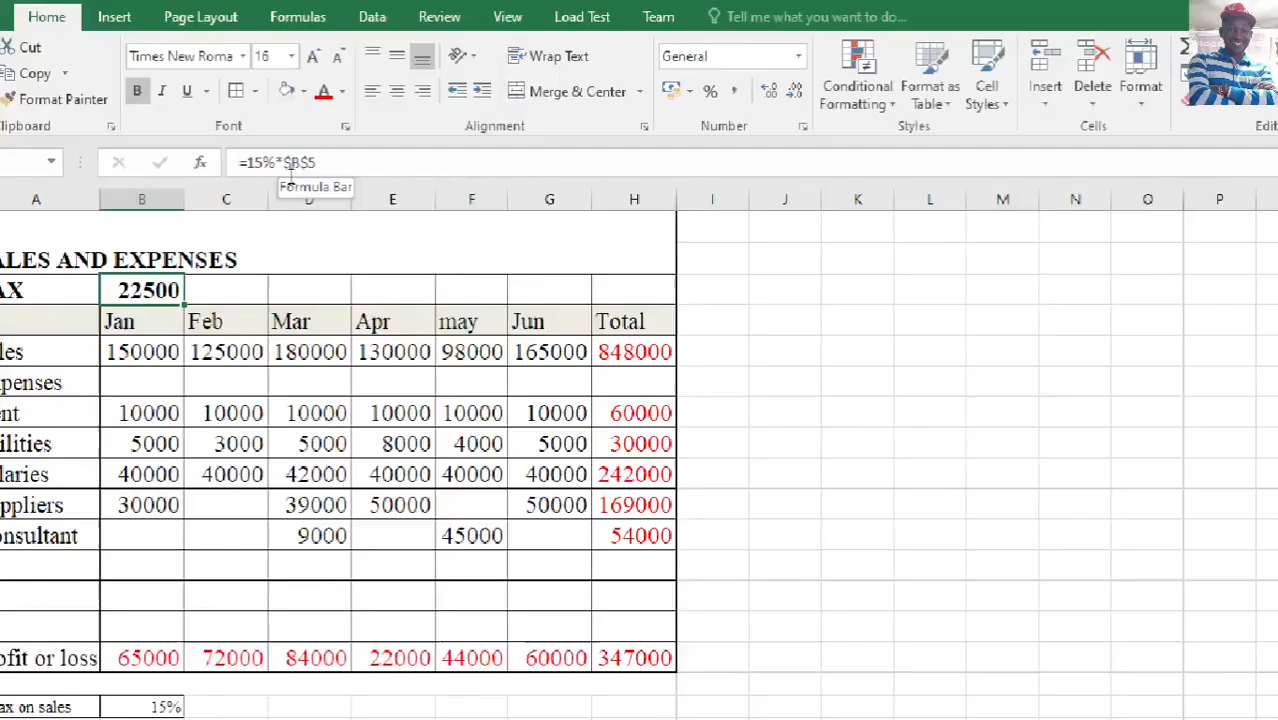 Home Insert Page Layout Formulas Data Review View Load Test Team Tell me what you want to do...
Cut
Copy
Format Painter
Times New Roma 16
B I U
Wrap Text
Merge & Center
General
%
Conditional Formatting
Format as Table
Cell Styles
Insert
Delete
Format
lipboard Font Alignment Number Styles Cells Edi
fx =15%*$B$5
Formula Bar
A B C D E F G H I J K L M N O P
ALES AND EXPENSES
AX 22500
Jan Feb Mar Apr may Jun Total
les 150000 125000 180000 130000 98000 165000 848000
penses
nt 10000 10000 10000 10000 10000 10000 60000
ilities 5000 3000 5000 8000 4000 5000 30000
laries 40000 40000 42000 40000 40000 40000 242000
ppliers 30000 39000 50000 50000 169000
onsultant 9000 45000 54000
ofit or loss 65000 72000 84000 22000 44000 60000 347000
ax on sales 15%